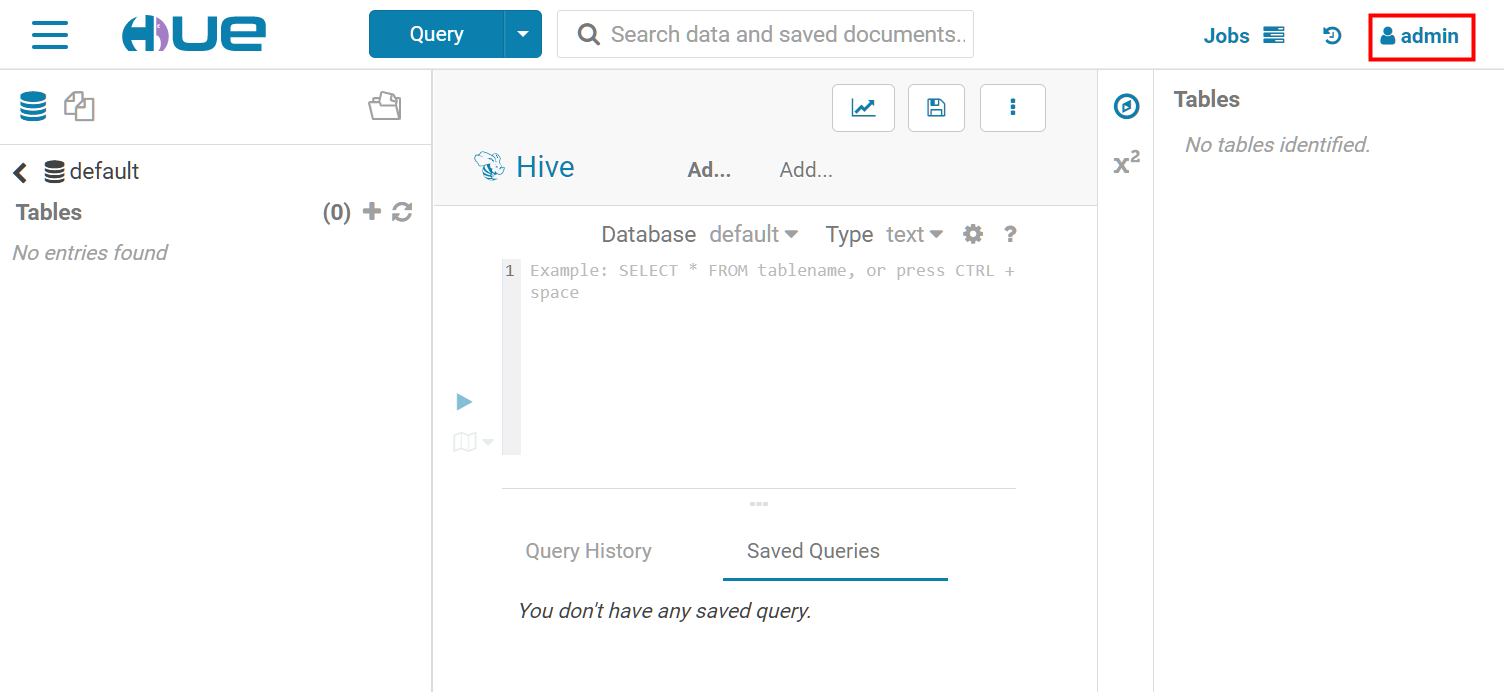 HUE
Query
Search data and saved documents..
Jobs
admin
default
Tables
(0)
No entries found
Hive
Ad...
Add...
Database default
Type text
?
1
Example: SELECT * FROM tablename, or press CTRL +
space
Query History
Saved Queries
You don't have any saved query.
x²
Tables
No tables identified.